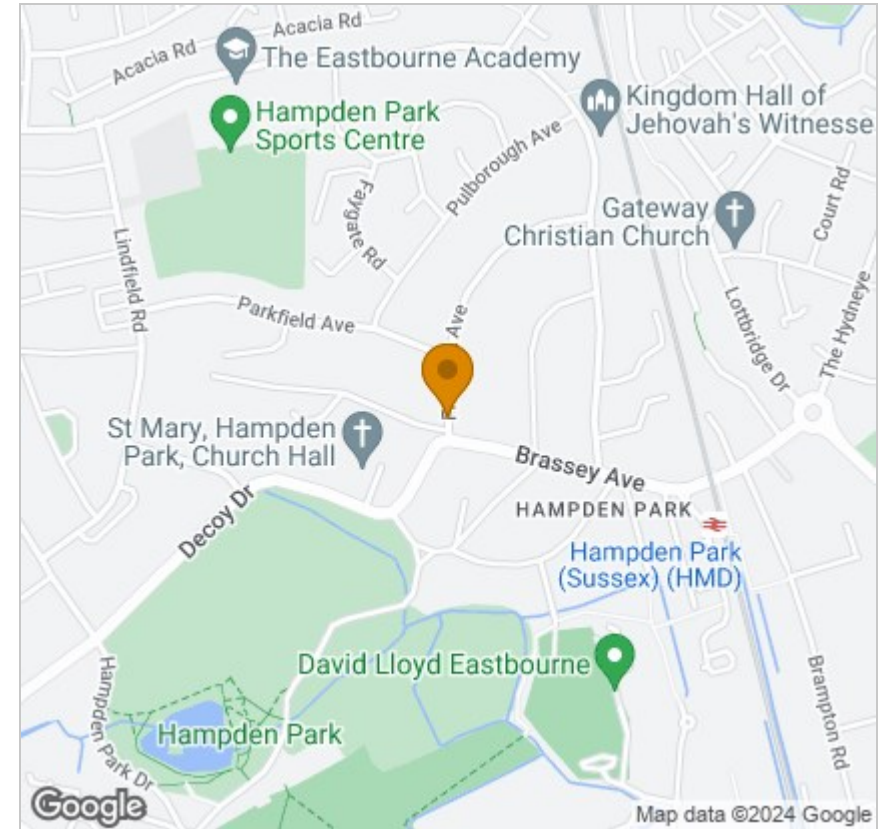 Acacia Rd
Acacia Rd
The Eastbourne Academy
Hampden Park
Sports Centre
Kingdom Hall of
Jehovah's Witnesse
Pulborough Ave
Faygate Rd
Gateway
Christian Church
Court Rd
Lindfield Rd
Lottbridge Dr
The Hydneye
Parkfield Ave
Ave
St Mary, Hampden
Park, Church Hall
Brassey Ave
Decoy Dr
HAMPDEN PARK
Hampden Park
(Sussex) (HMD)
David Lloyd Eastbourne
Hampden Park
Hampden Park Dr
Brampton Rd
Google
Map data ©2024 Google